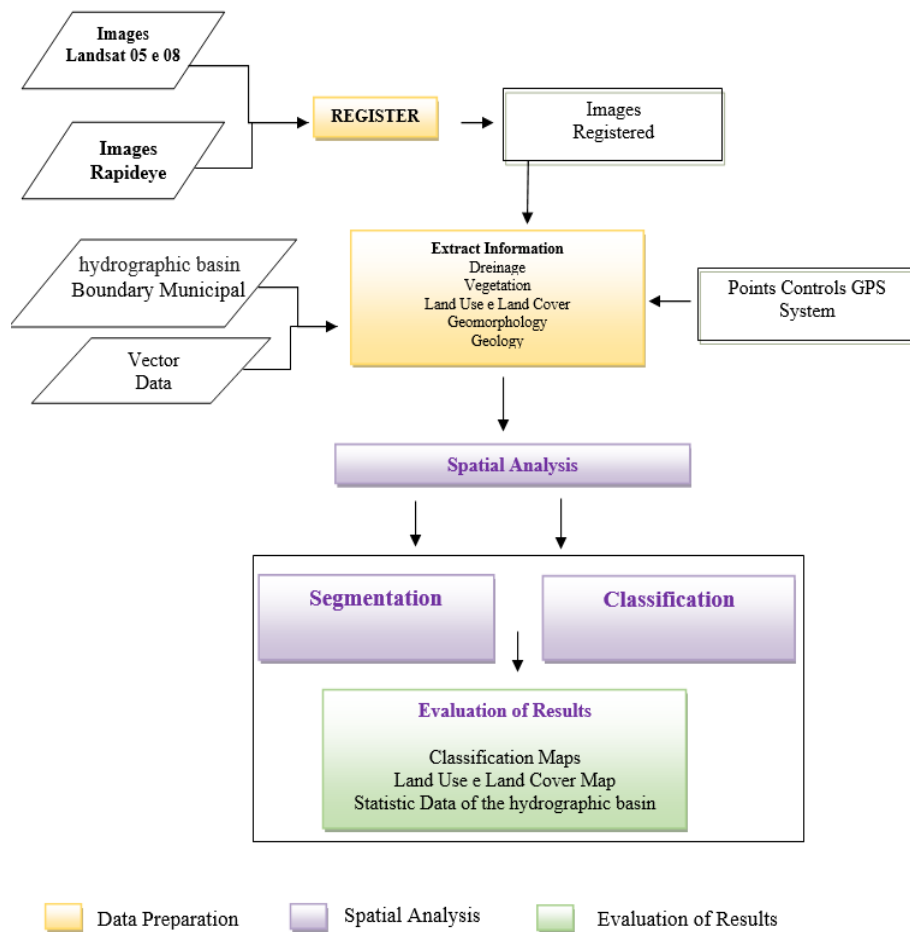 Images
Landsat 05 e 08
REGISTER
Images
Registered
Images
Rapideye
hydrographic basin
Boundary Municipal
Vector
Data
Extract Information
Dreinage
Vegetation
Land Use e Land Cover
Geomorphology
Geology
Points Controls GPS
System
Spatial Analysis
Segmentation
Classification
Evaluation of Results
Classification Maps
Land Use e Land Cover Map
Statistic Data of the hydrographic basin
Data Preparation
Spatial Analysis
Evaluation of Results